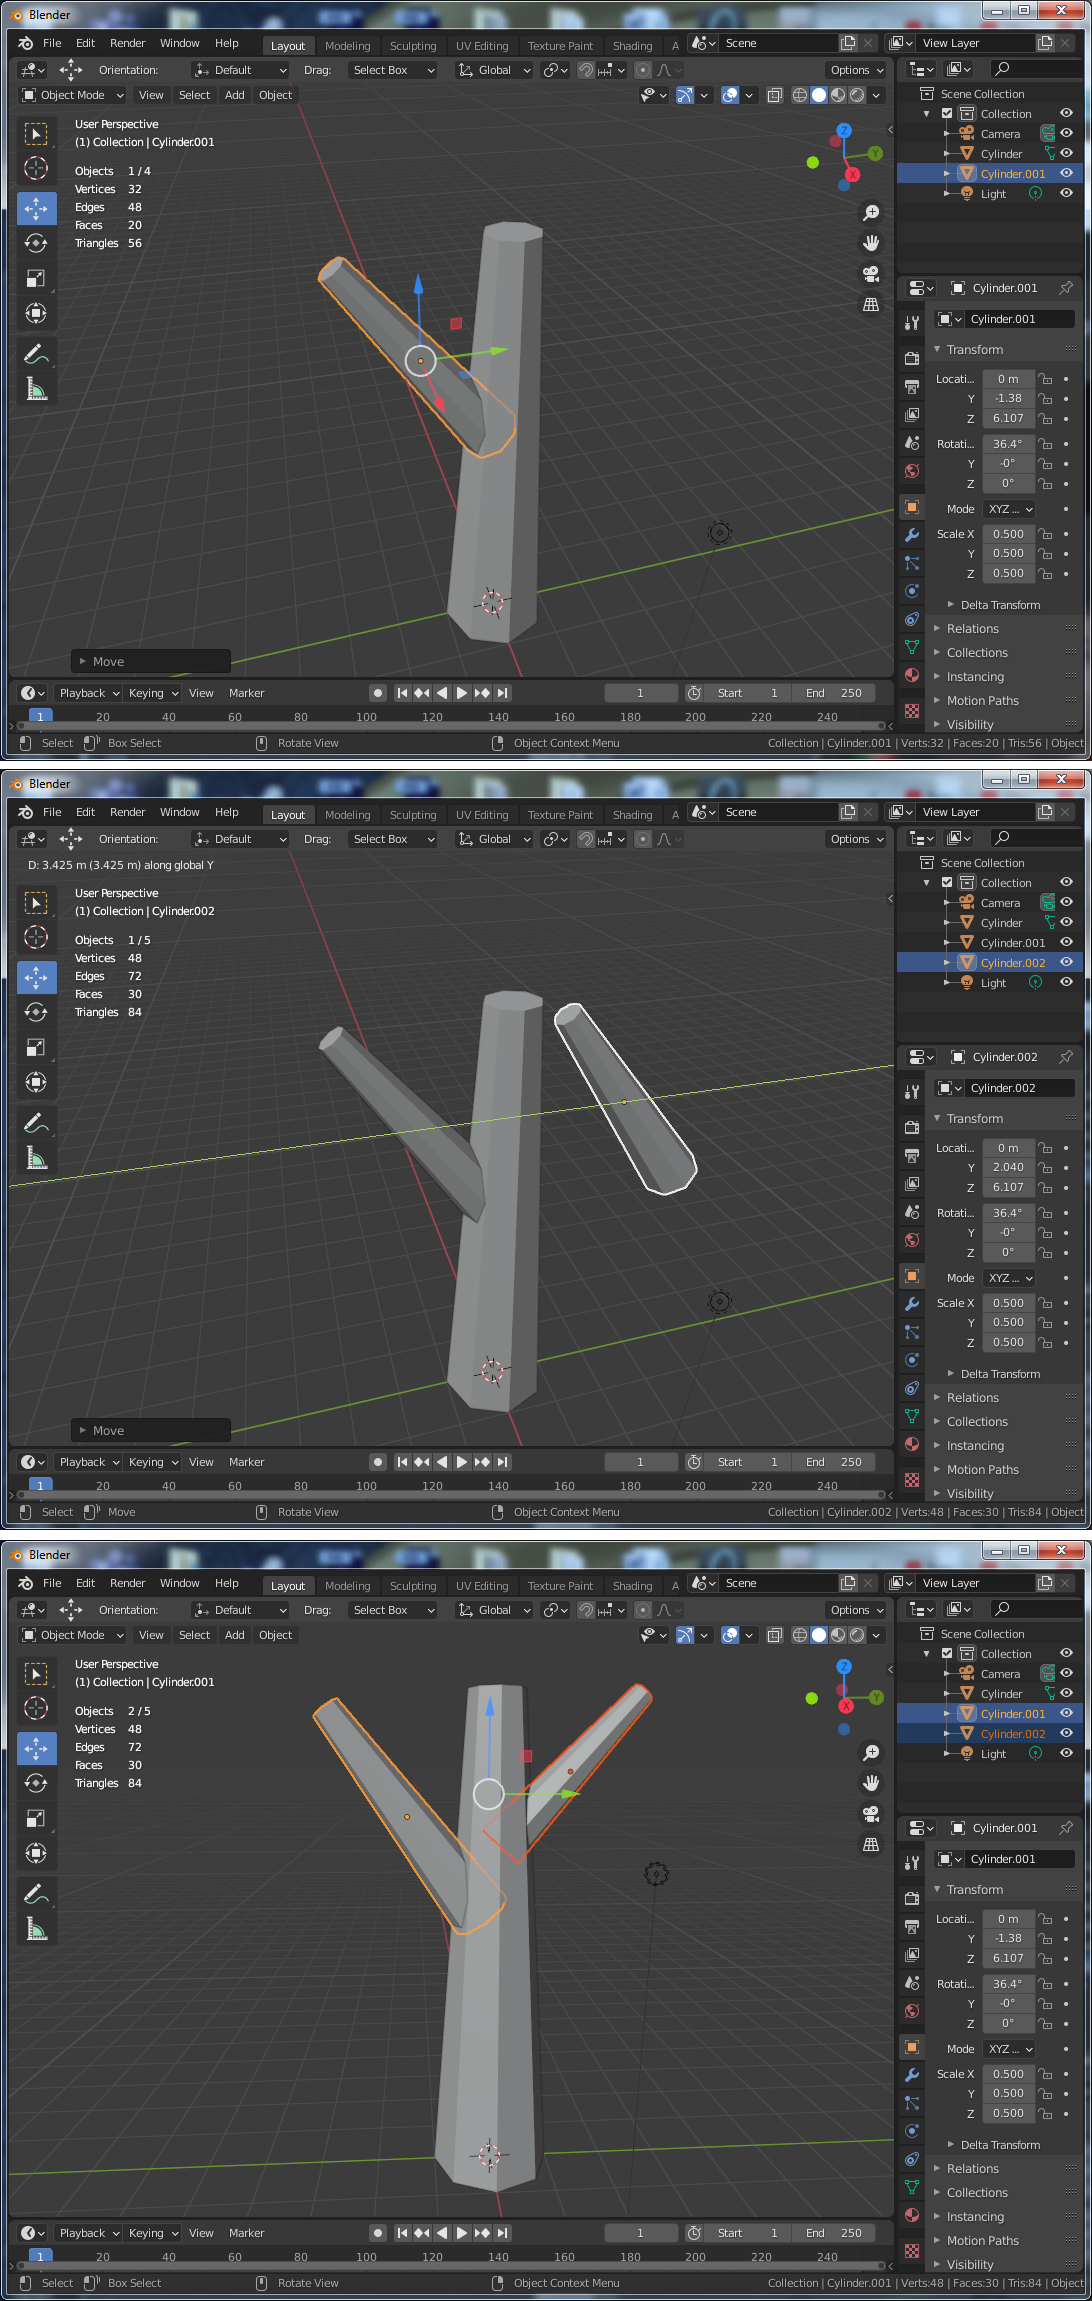 Blender
File Edit Render Window Help Layout Modeling Sculpting UV Editing Texture Paint Shading A Scene View Layer
Orientation: Default Drag: Select Box Global Options
Object Mode View Select Add Object
User Perspective
(1) Collection | Cylinder.001
Objects 1 / 4
Vertices 32
Edges 48
Faces 20
Triangles 56
Z
Y
X
Scene Collection
Collection
Camera
Cylinder
Cylinder.001
Light
Cylinder.001
Cylinder.001
Transform
Locati... 0 m
Y -1.38
Z 6.107
Rotati... 36.4°
Y -0°
Z 0°
Mode XYZ ...
Scale X 0.500
Y 0.500
Z 0.500
Delta Transform
Relations
Collections
Instancing
Motion Paths
Visibility
Move
Playback Keying View Marker 1 Start 1 End 250
1 20 40 60 80 100 120 140 160 180 200 220 240
Select Box Select Rotate View Object Context Menu Collection | Cylinder.001 | Verts:32 | Faces:20 | Tris:56 | Object
Blender
File Edit Render Window Help Layout Modeling Sculpting UV Editing Texture Paint Shading A Scene View Layer
Orientation: Default Drag: Select Box Global Options
D: 3.425 m (3.425 m) along global Y
User Perspective
(1) Collection | Cylinder.002
Objects 1 / 5
Vertices 48
Edges 72
Faces 30
Triangles 84
Scene Collection
Collection
Camera
Cylinder
Cylinder.001
Cylinder.002
Light
Cylinder.002
Cylinder.002
Transform
Locati... 0 m
Y 2.040
Z 6.107
Rotati... 36.4°
Y -0°
Z 0°
Mode XYZ ...
Scale X 0.500
Y 0.500
Z 0.500
Delta Transform
Relations
Collections
Instancing
Motion Paths
Visibility
Move
Playback Keying View Marker 1 Start 1 End 250
1 20 40 60 80 100 120 140 160 180 200 220 240
Select Move Rotate View Object Context Menu Collection | Cylinder.002 | Verts:48 | Faces:30 | Tris:84 | Object
Blender
File Edit Render Window Help Layout Modeling Sculpting UV Editing Texture Paint Shading A Scene View Layer
Orientation: Default Drag: Select Box Global Options
Object Mode View Select Add Object
User Perspective
(1) Collection | Cylinder.001
Objects 2 / 5
Vertices 48
Edges 72
Faces 30
Triangles 84
Z
Y
X
Scene Collection
Collection
Camera
Cylinder
Cylinder.001
Cylinder.002
Light
Cylinder.001
Cylinder.001
Transform
Locati... 0 m
Y -1.38
Z 6.107
Rotati... 36.4°
Y -0°
Z 0°
Mode XYZ ...
Scale X 0.500
Y 0.500
Z 0.500
Delta Transform
Relations
Collections
Instancing
Motion Paths
Visibility
Playback Keying View Marker 1 Start 1 End 250
1 20 40 60 80 100 120 140 160 180 200 220 240
Select Box Select Rotate View Object Context Menu Collection | Cylinder.001 | Verts:48 | Faces:30 | Tris:84 | Object